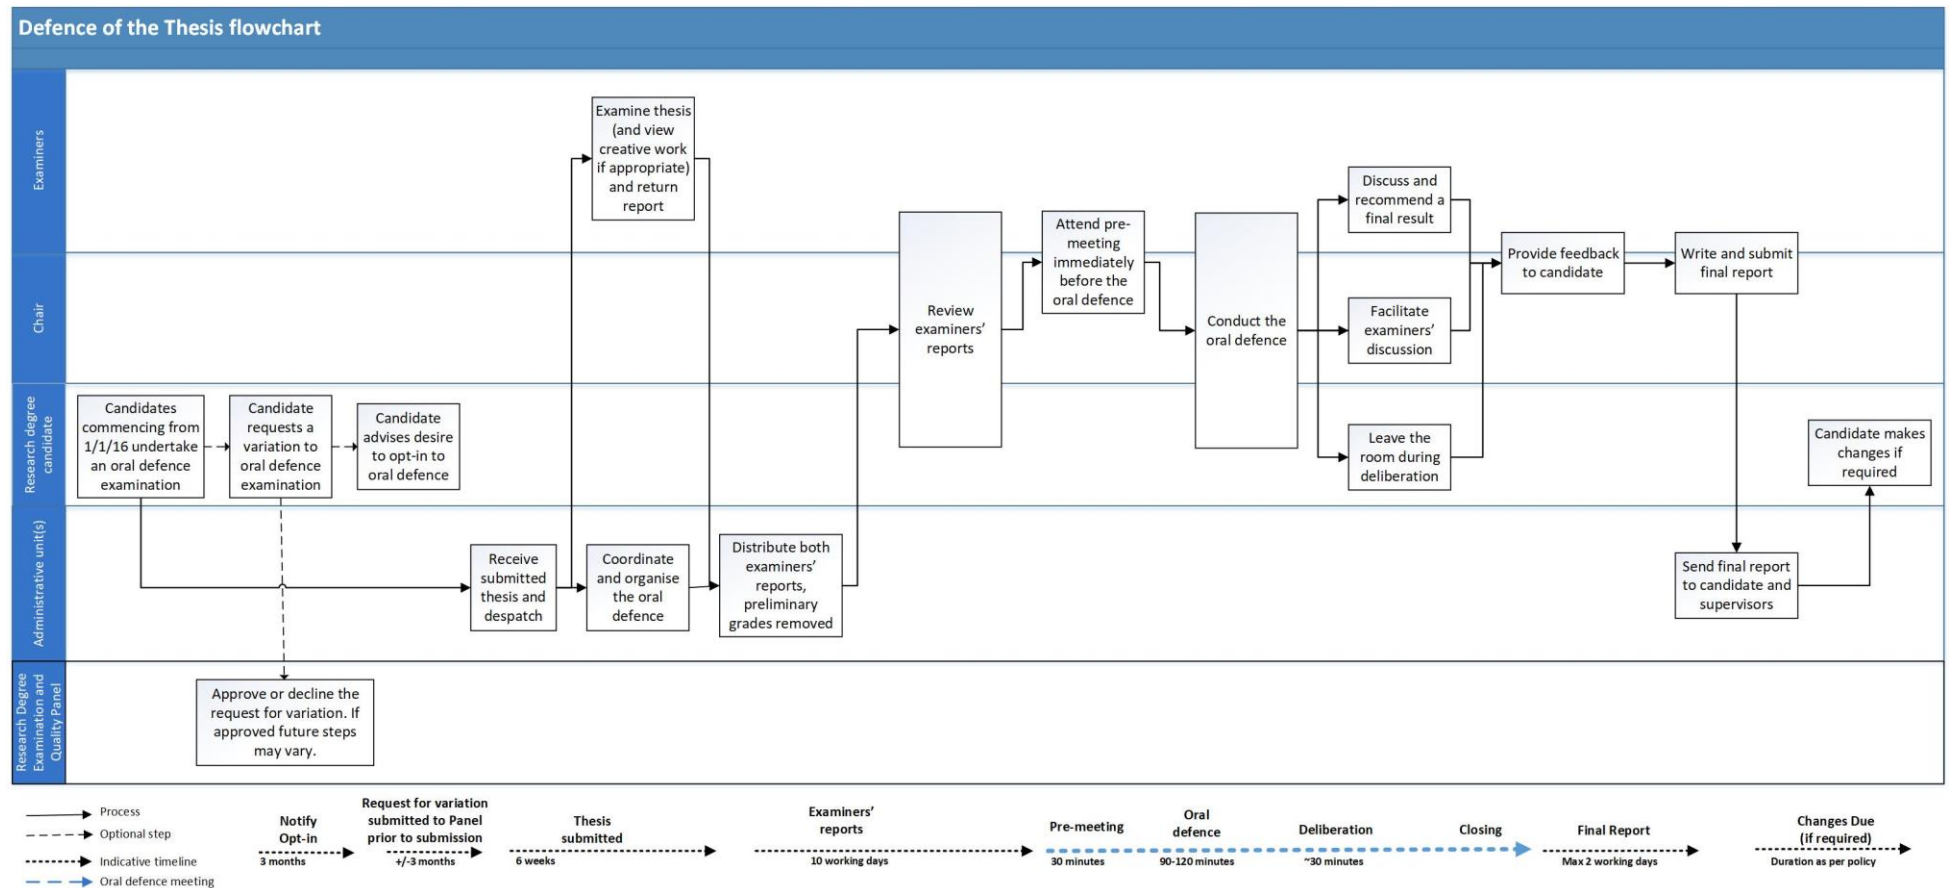 Defence of the Thesis flowchart
Examiners
Examine thesis
(and view
creative work
if appropriate)
and return
report
Discuss and
recommend a
final result
Chair
Review
examiners'
reports
Attend pre-
meeting
immediately
before the
oral defence
Conduct the
oral defence
Facilitate
examiners'
discussion
Provide feedback
to candidate
Write and submit
final report
Research degree
candidate
Candidates
commencing from
1/1/16 undertake
an oral defence
examination
Candidate
requests a
variation to
oral defence
examination
Candidate
advises desire
to opt-in to
oral defence
Leave the
room during
deliberation
Candidate makes
changes if
required
Administrative unit(s)
Receive
submitted
thesis and
despatch
Coordinate
and organise
the oral
defence
Distribute both
examiners'
reports,
preliminary
grades removed
Send final report
to candidate and
supervisors
Research Degree
Examination and
Quality Panel
Approve or decline the
request for variation. If
approved future steps
may vary.
Process
Optional step
Indicative timeline
Oral defence meeting
Notify
Opt-in
3 months
Request for variation
submitted to Panel
prior to submission
+/-3 months
Thesis
submitted
6 weeks
Examiners'
reports
10 working days
Pre-meeting
30 minutes
Oral
defence
90-120 minutes
Deliberation
~30 minutes
Closing
Final Report
Max 2 working days
Changes Due
(if required)
Duration as per policy